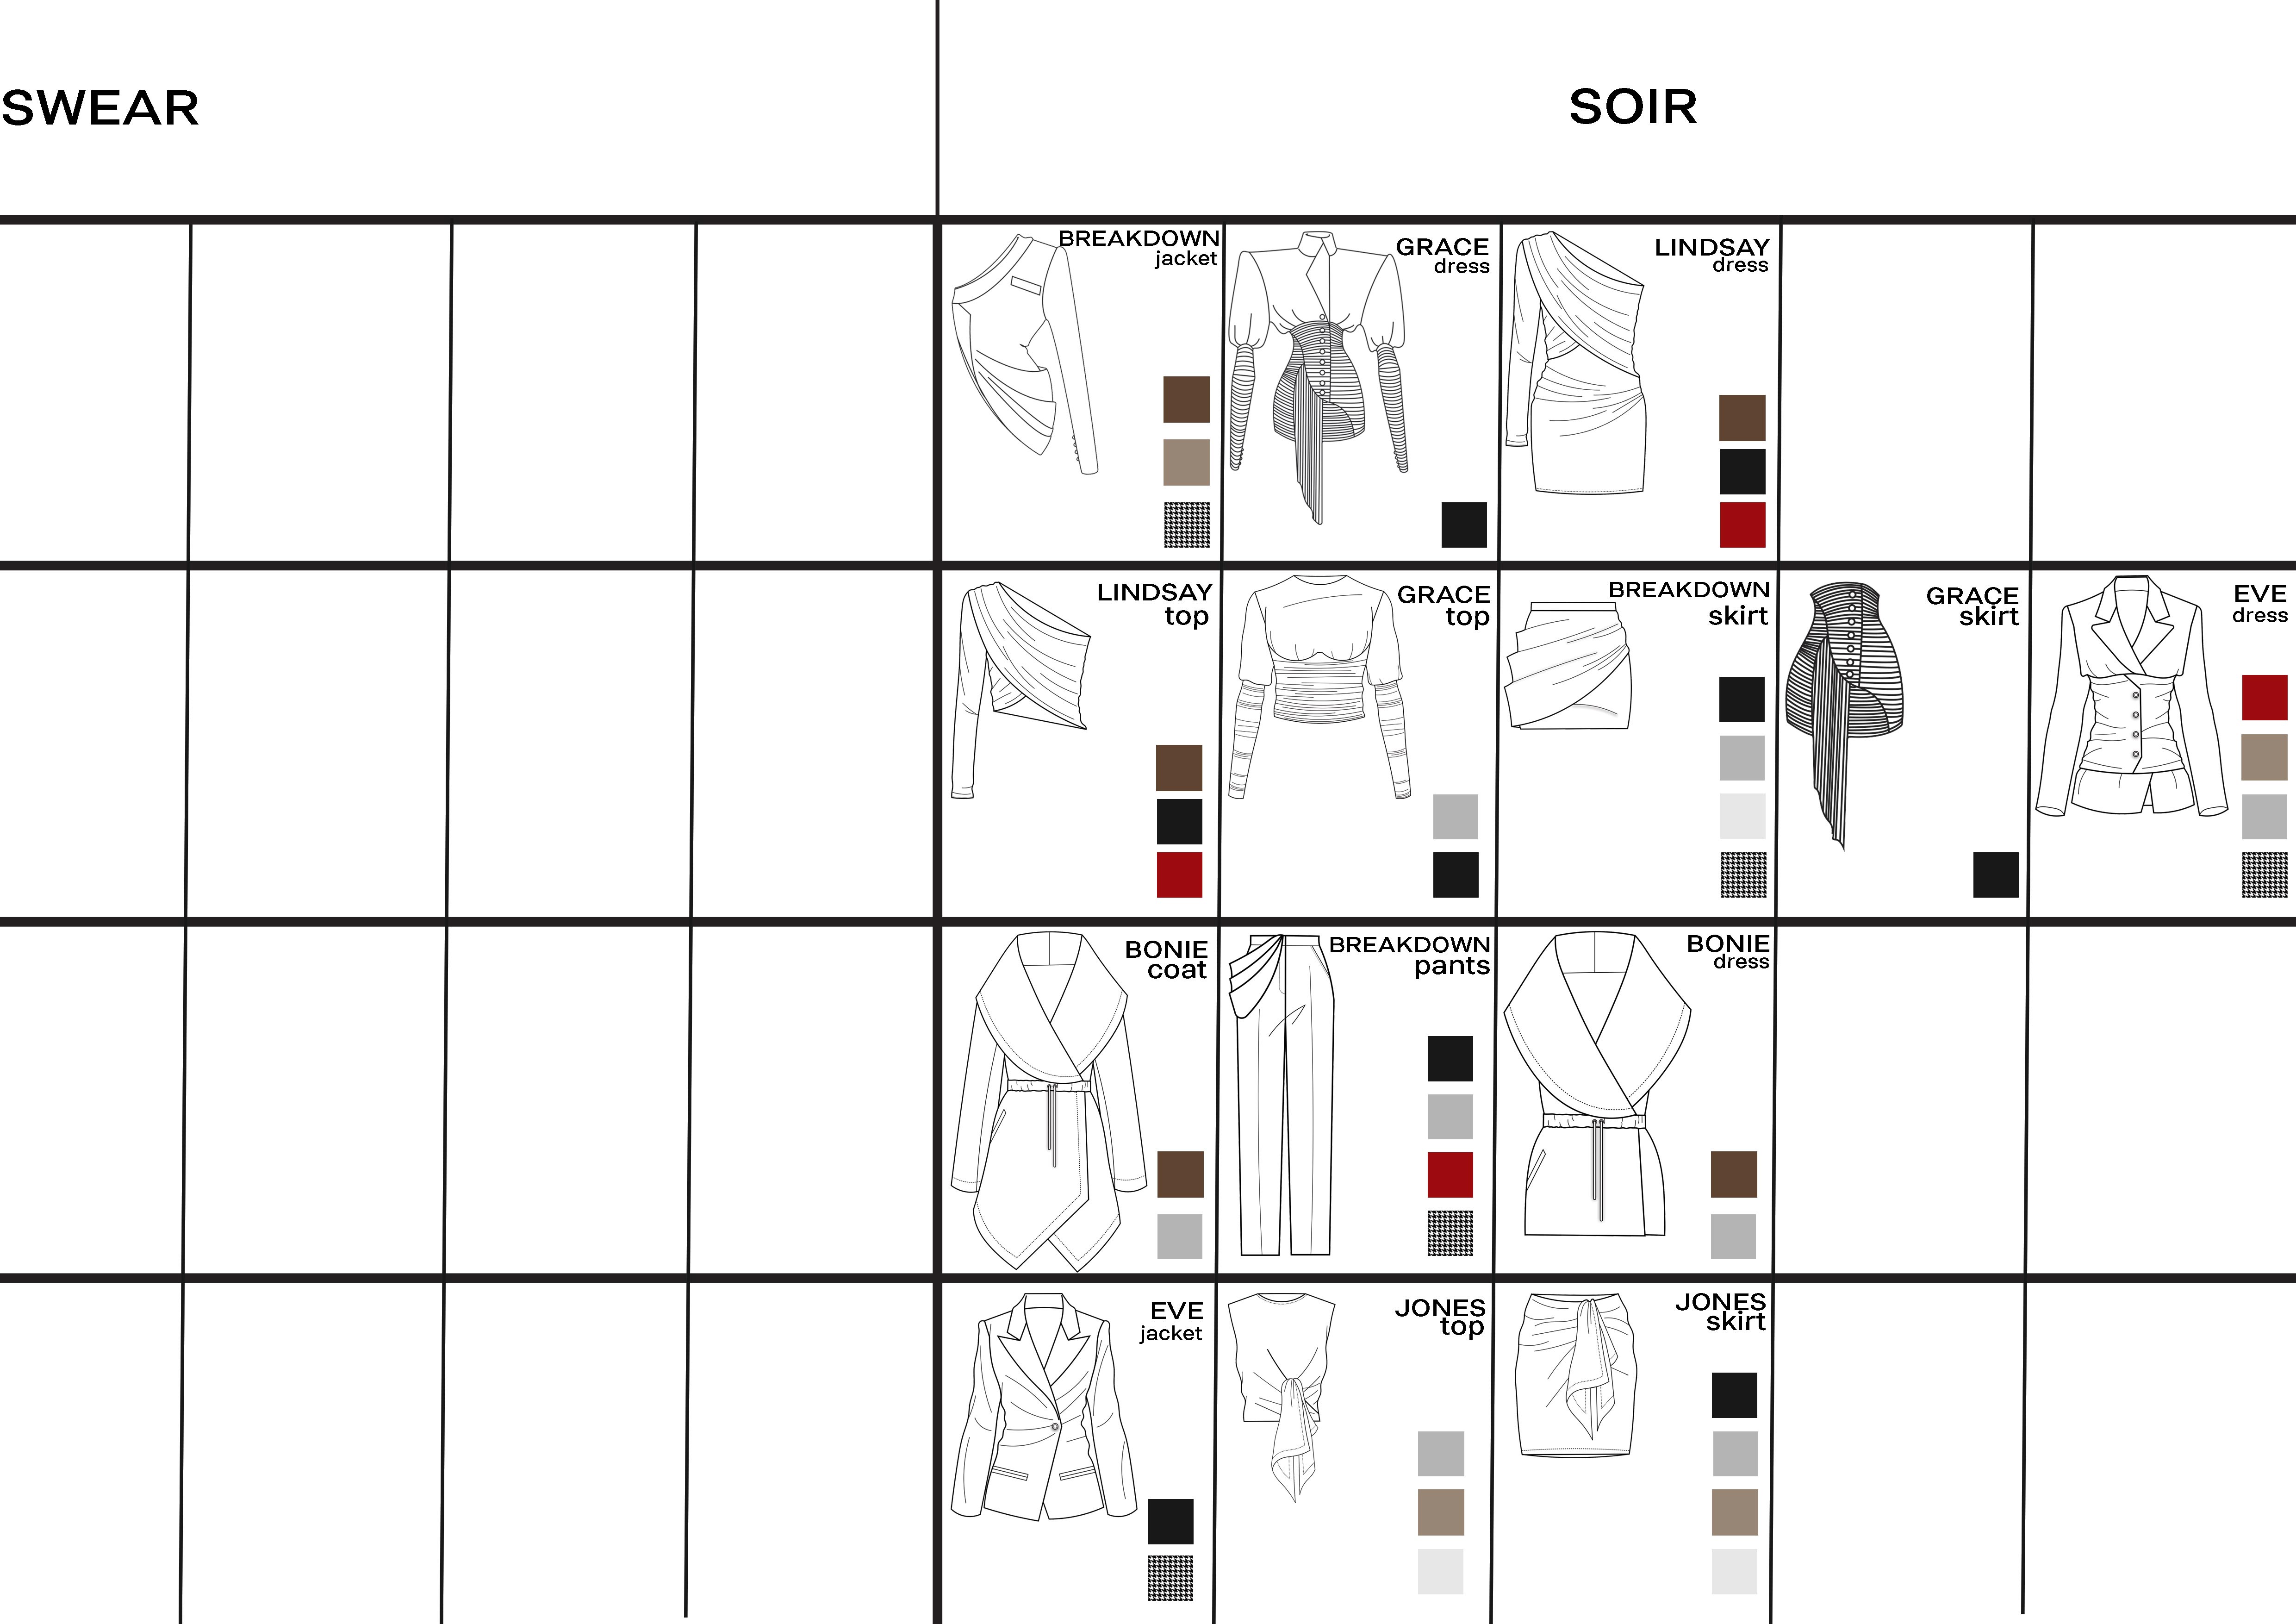 SWEAR
SOIR
BREAKDOWN
jacket
GRACE
dress
LINDSAY
dress
LINDSAY
top
GRACE
top
BREAKDOWN
skirt
GRACE
skirt
EVE
dress
BONIE
coat
BREAKDOWN
pants
BONIE
dress
EVE
jacket
JONES
top
JONES
skirt